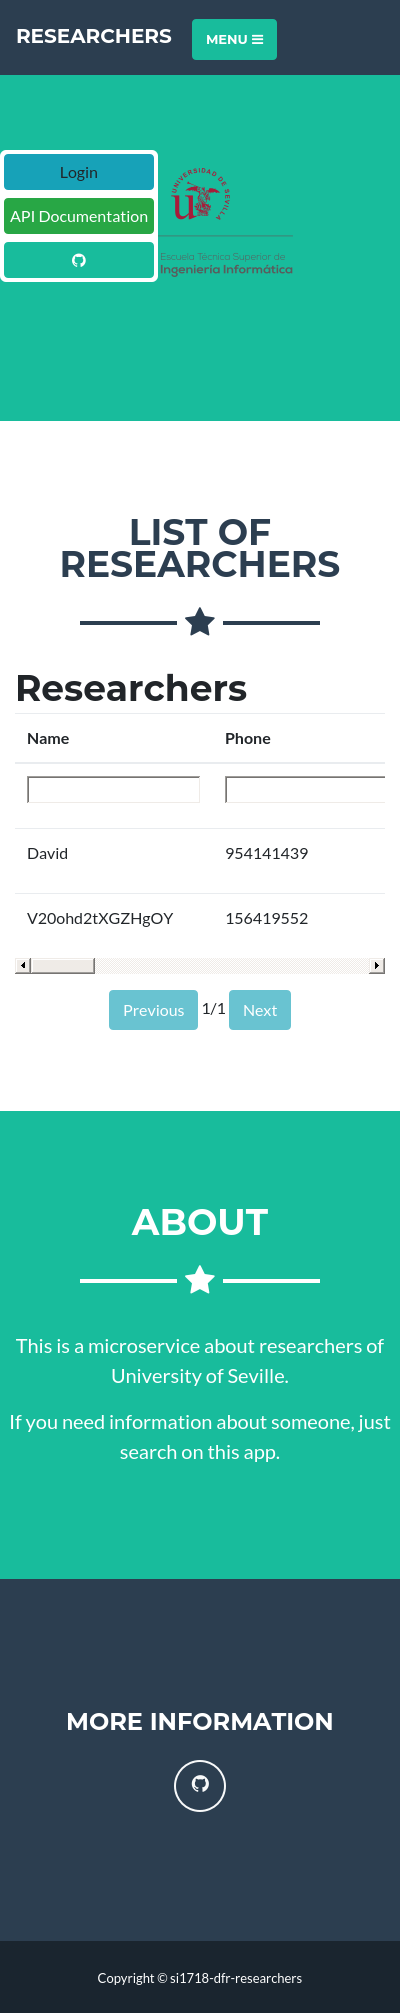 RESEARCHERS
MENU
Login
API Documentation
UNIVERSIDAD DE SEVILLA
Escuela Técnica Superior de
Ingeniería Informática
LIST OF
RESEARCHERS
Researchers
Name Phone
David 954141439
V20ohd2tXGZHgOY 156419552
Previous 1/1 Next
ABOUT
This is a microservice about researchers of
University of Seville.
If you need information about someone, just
search on this app.
MORE INFORMATION
Copyright © si1718-dfr-researchers